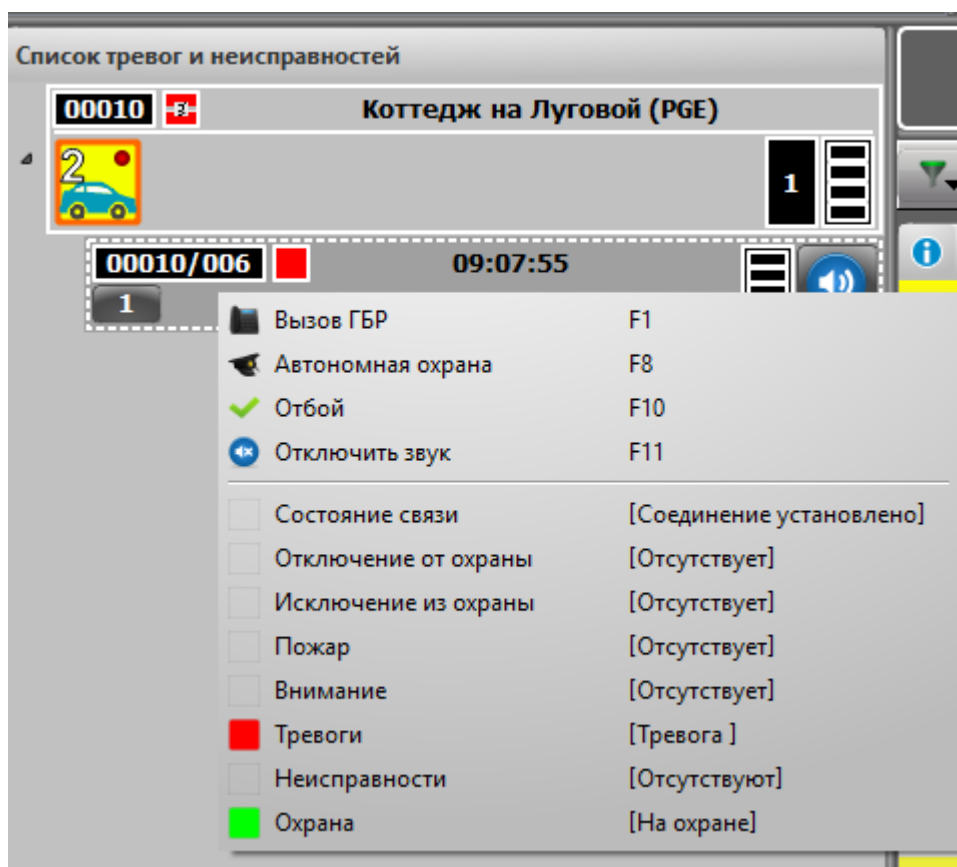 Список тревог и неисправностей
00010 Коттедж на Луговой (PGE)
2
1
00010/006 09:07:55
1
Вызов ГБР F1
Автономная охрана F8
Отбой F10
Отключить звук F11
Состояние связи [Соединение установлено]
Отключение от охраны [Отсутствует]
Исключение из охраны [Отсутствует]
Пожар [Отсутствует]
Внимание [Отсутствует]
Тревоги [Тревога ]
Неисправности [Отсутствуют]
Охрана [На охране]